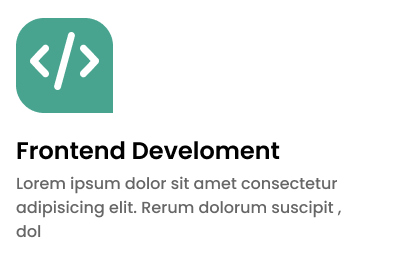 Frontend Develoment
Lorem ipsum dolor sit amet consectetur
adipisicing elit. Rerum dolorum suscipit ,
dol